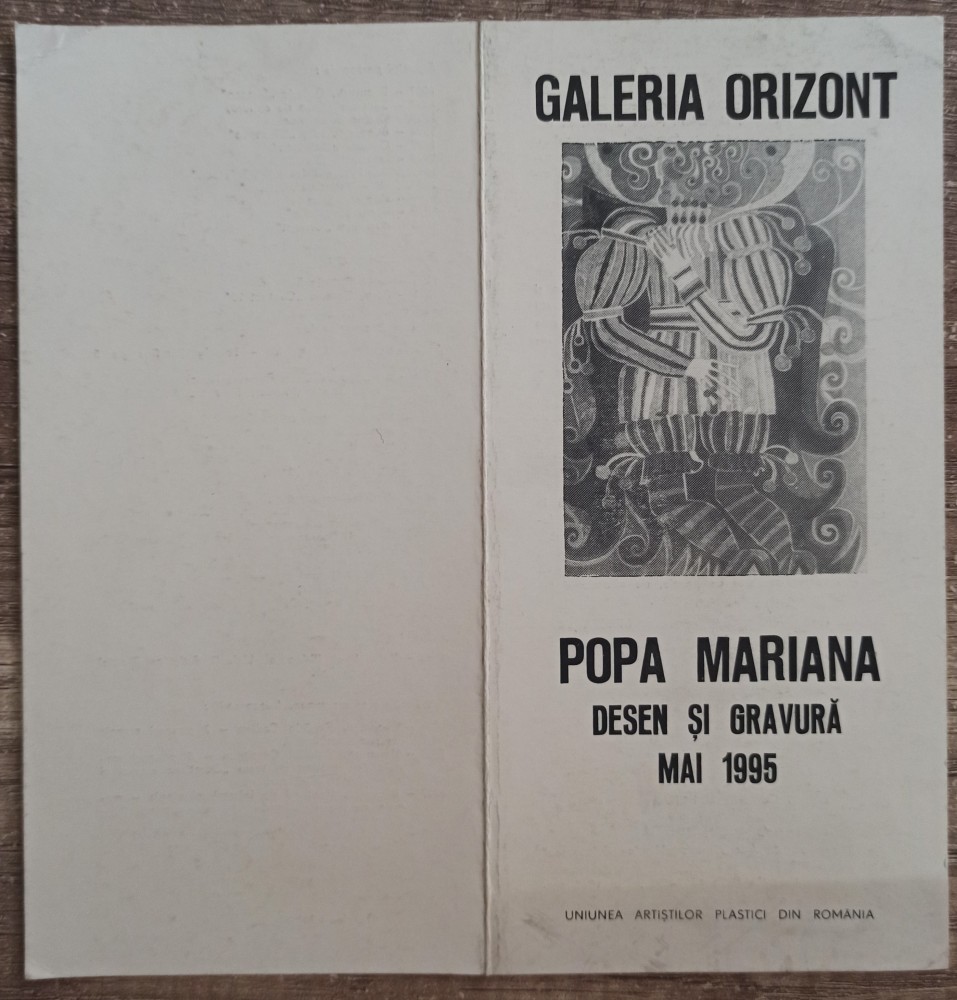 GALERIA ORIZONT
POPA MARIANA
DESEN ȘI GRAVURĂ
MAI 1995
UNIUNEA ARTIȘTILOR PLASTICI DIN ROMÂNIA